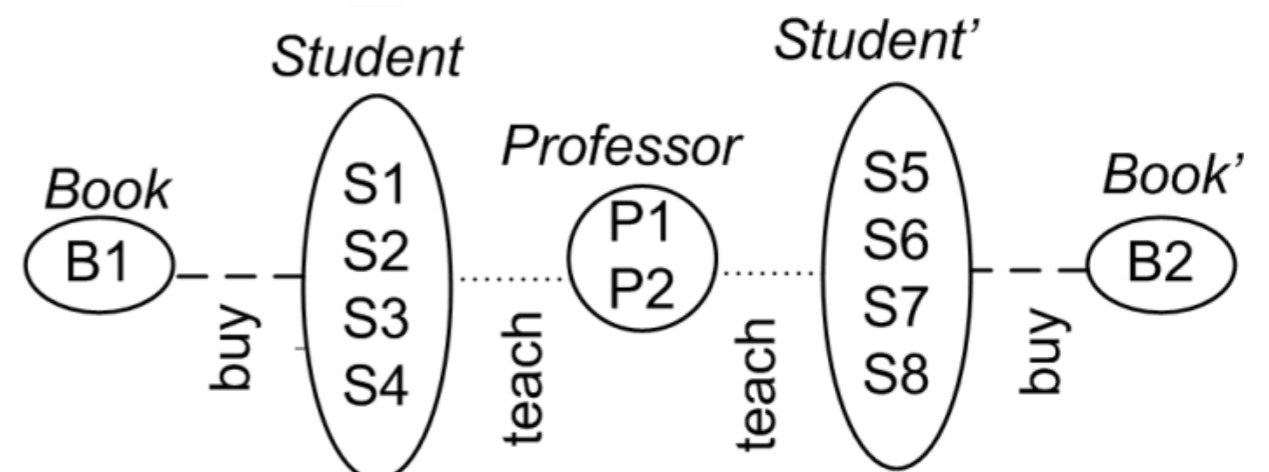 Book
B1
buy
Student
S1
S2
S3
S4
teach
Professor
P1
P2
teach
Student’
S5
S6
S7
S8
buy
Book’
B2